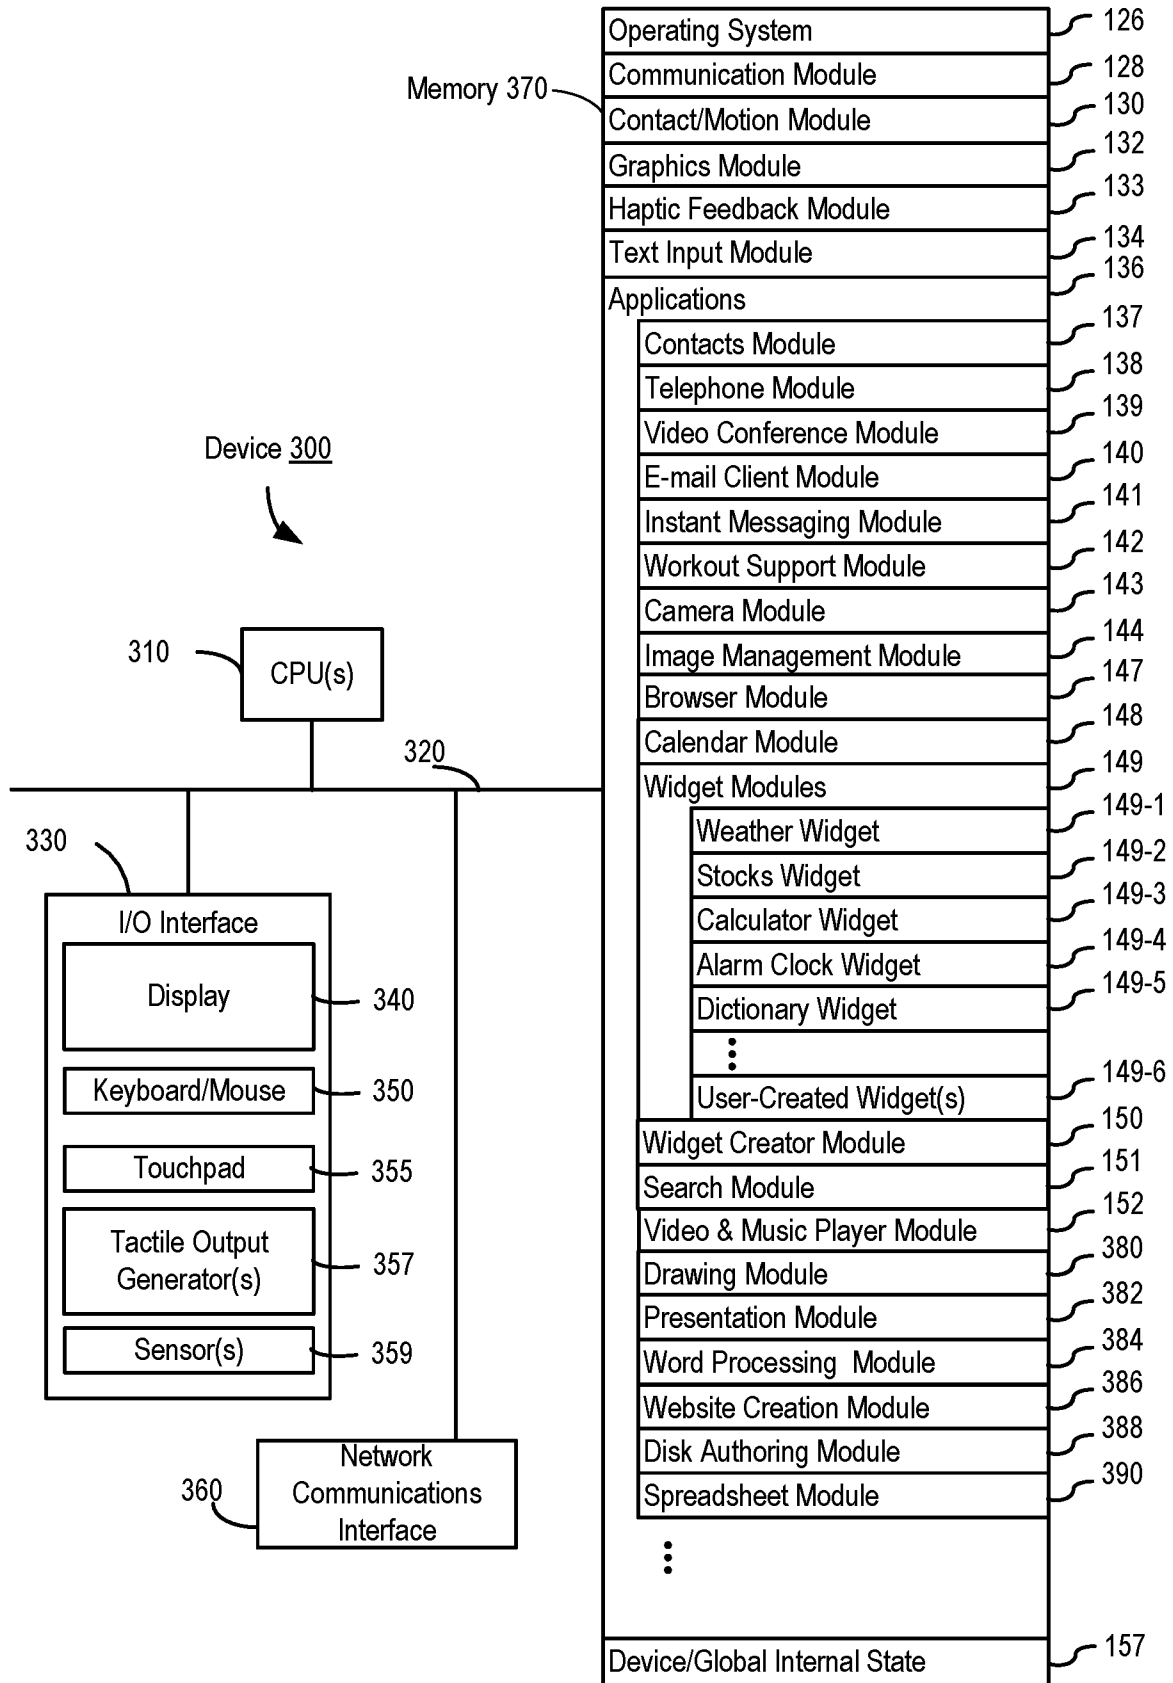 Operating System 126
Communication Module 128
Memory 370
Contact/Motion Module 130
Graphics Module 132
Haptic Feedback Module 133
Text Input Module 134
Applications 136
Contacts Module 137
Telephone Module 138
Video Conference Module 139
E-mail Client Module 140
Instant Messaging Module 141
Workout Support Module 142
Camera Module 143
Image Management Module 144
Browser Module 147
Calendar Module 148
Widget Modules 149
Weather Widget 149-1
Stocks Widget 149-2
Calculator Widget 149-3
Alarm Clock Widget 149-4
Dictionary Widget 149-5
User-Created Widget(s) 149-6
Widget Creator Module 150
Search Module 151
Video & Music Player Module 152
Drawing Module 380
Presentation Module 382
Word Processing Module 384
Website Creation Module 386
Disk Authoring Module 388
Spreadsheet Module 390
Device/Global Internal State 157
Device 300
310
CPU(s)
320
330
I/O Interface
Display 340
Keyboard/Mouse 350
Touchpad 355
Tactile Output
Generator(s) 357
Sensor(s) 359
360
Network
Communications
Interface